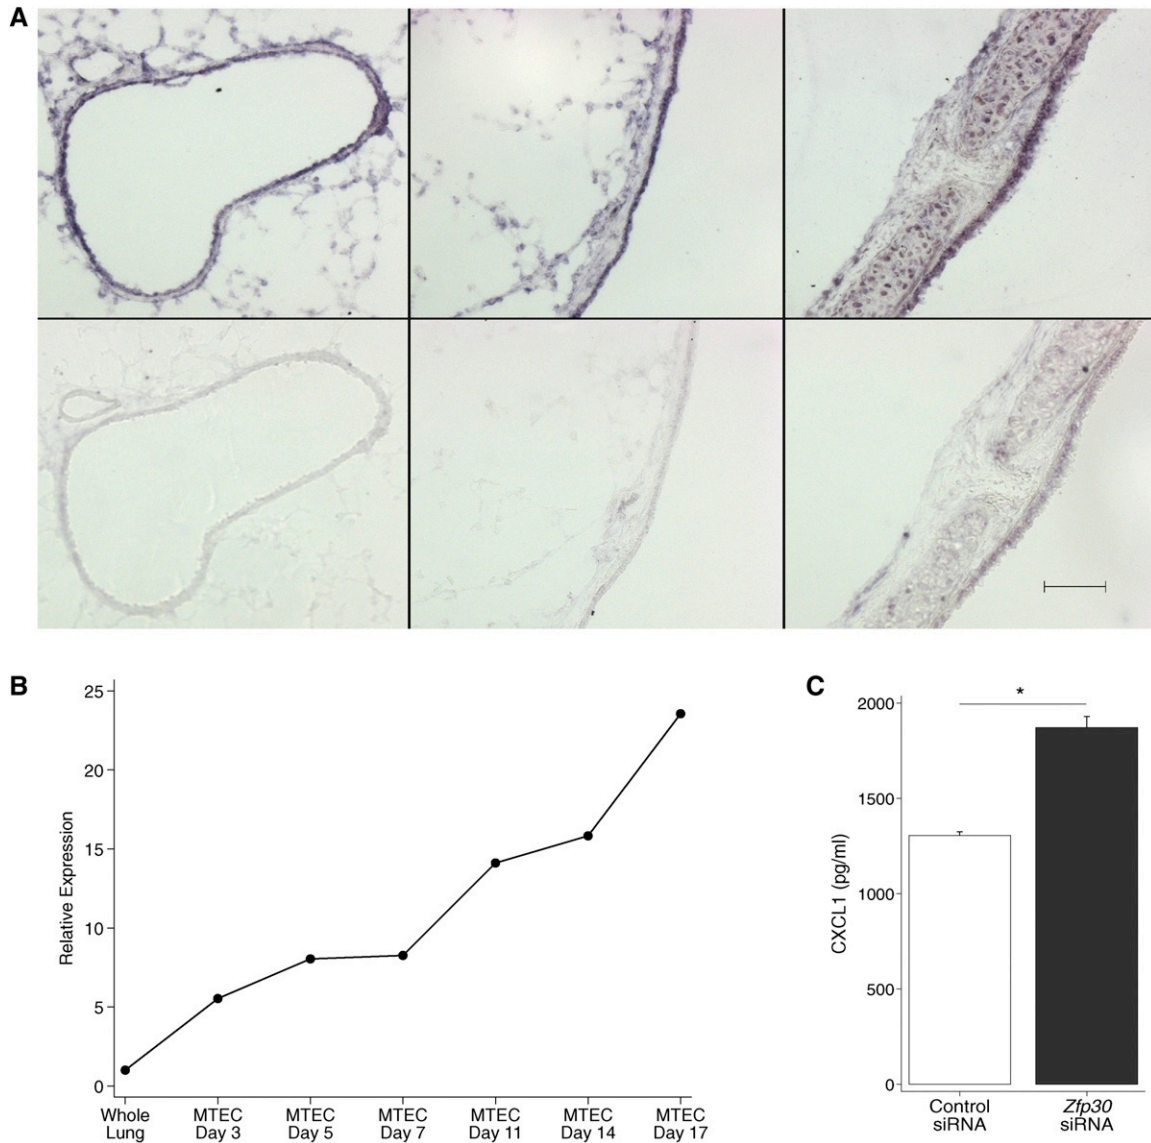 A
B
25
20
15
10
5
0
Relative Expression
Whole
Lung
MTEC
Day 3
MTEC
Day 5
MTEC
Day 7
MTEC
Day 11
MTEC
Day 14
MTEC
Day 17
C
*
2000
1500
1000
500
0
CXCL1 (pg/ml)
Control
siRNA
Zfp30
siRNA